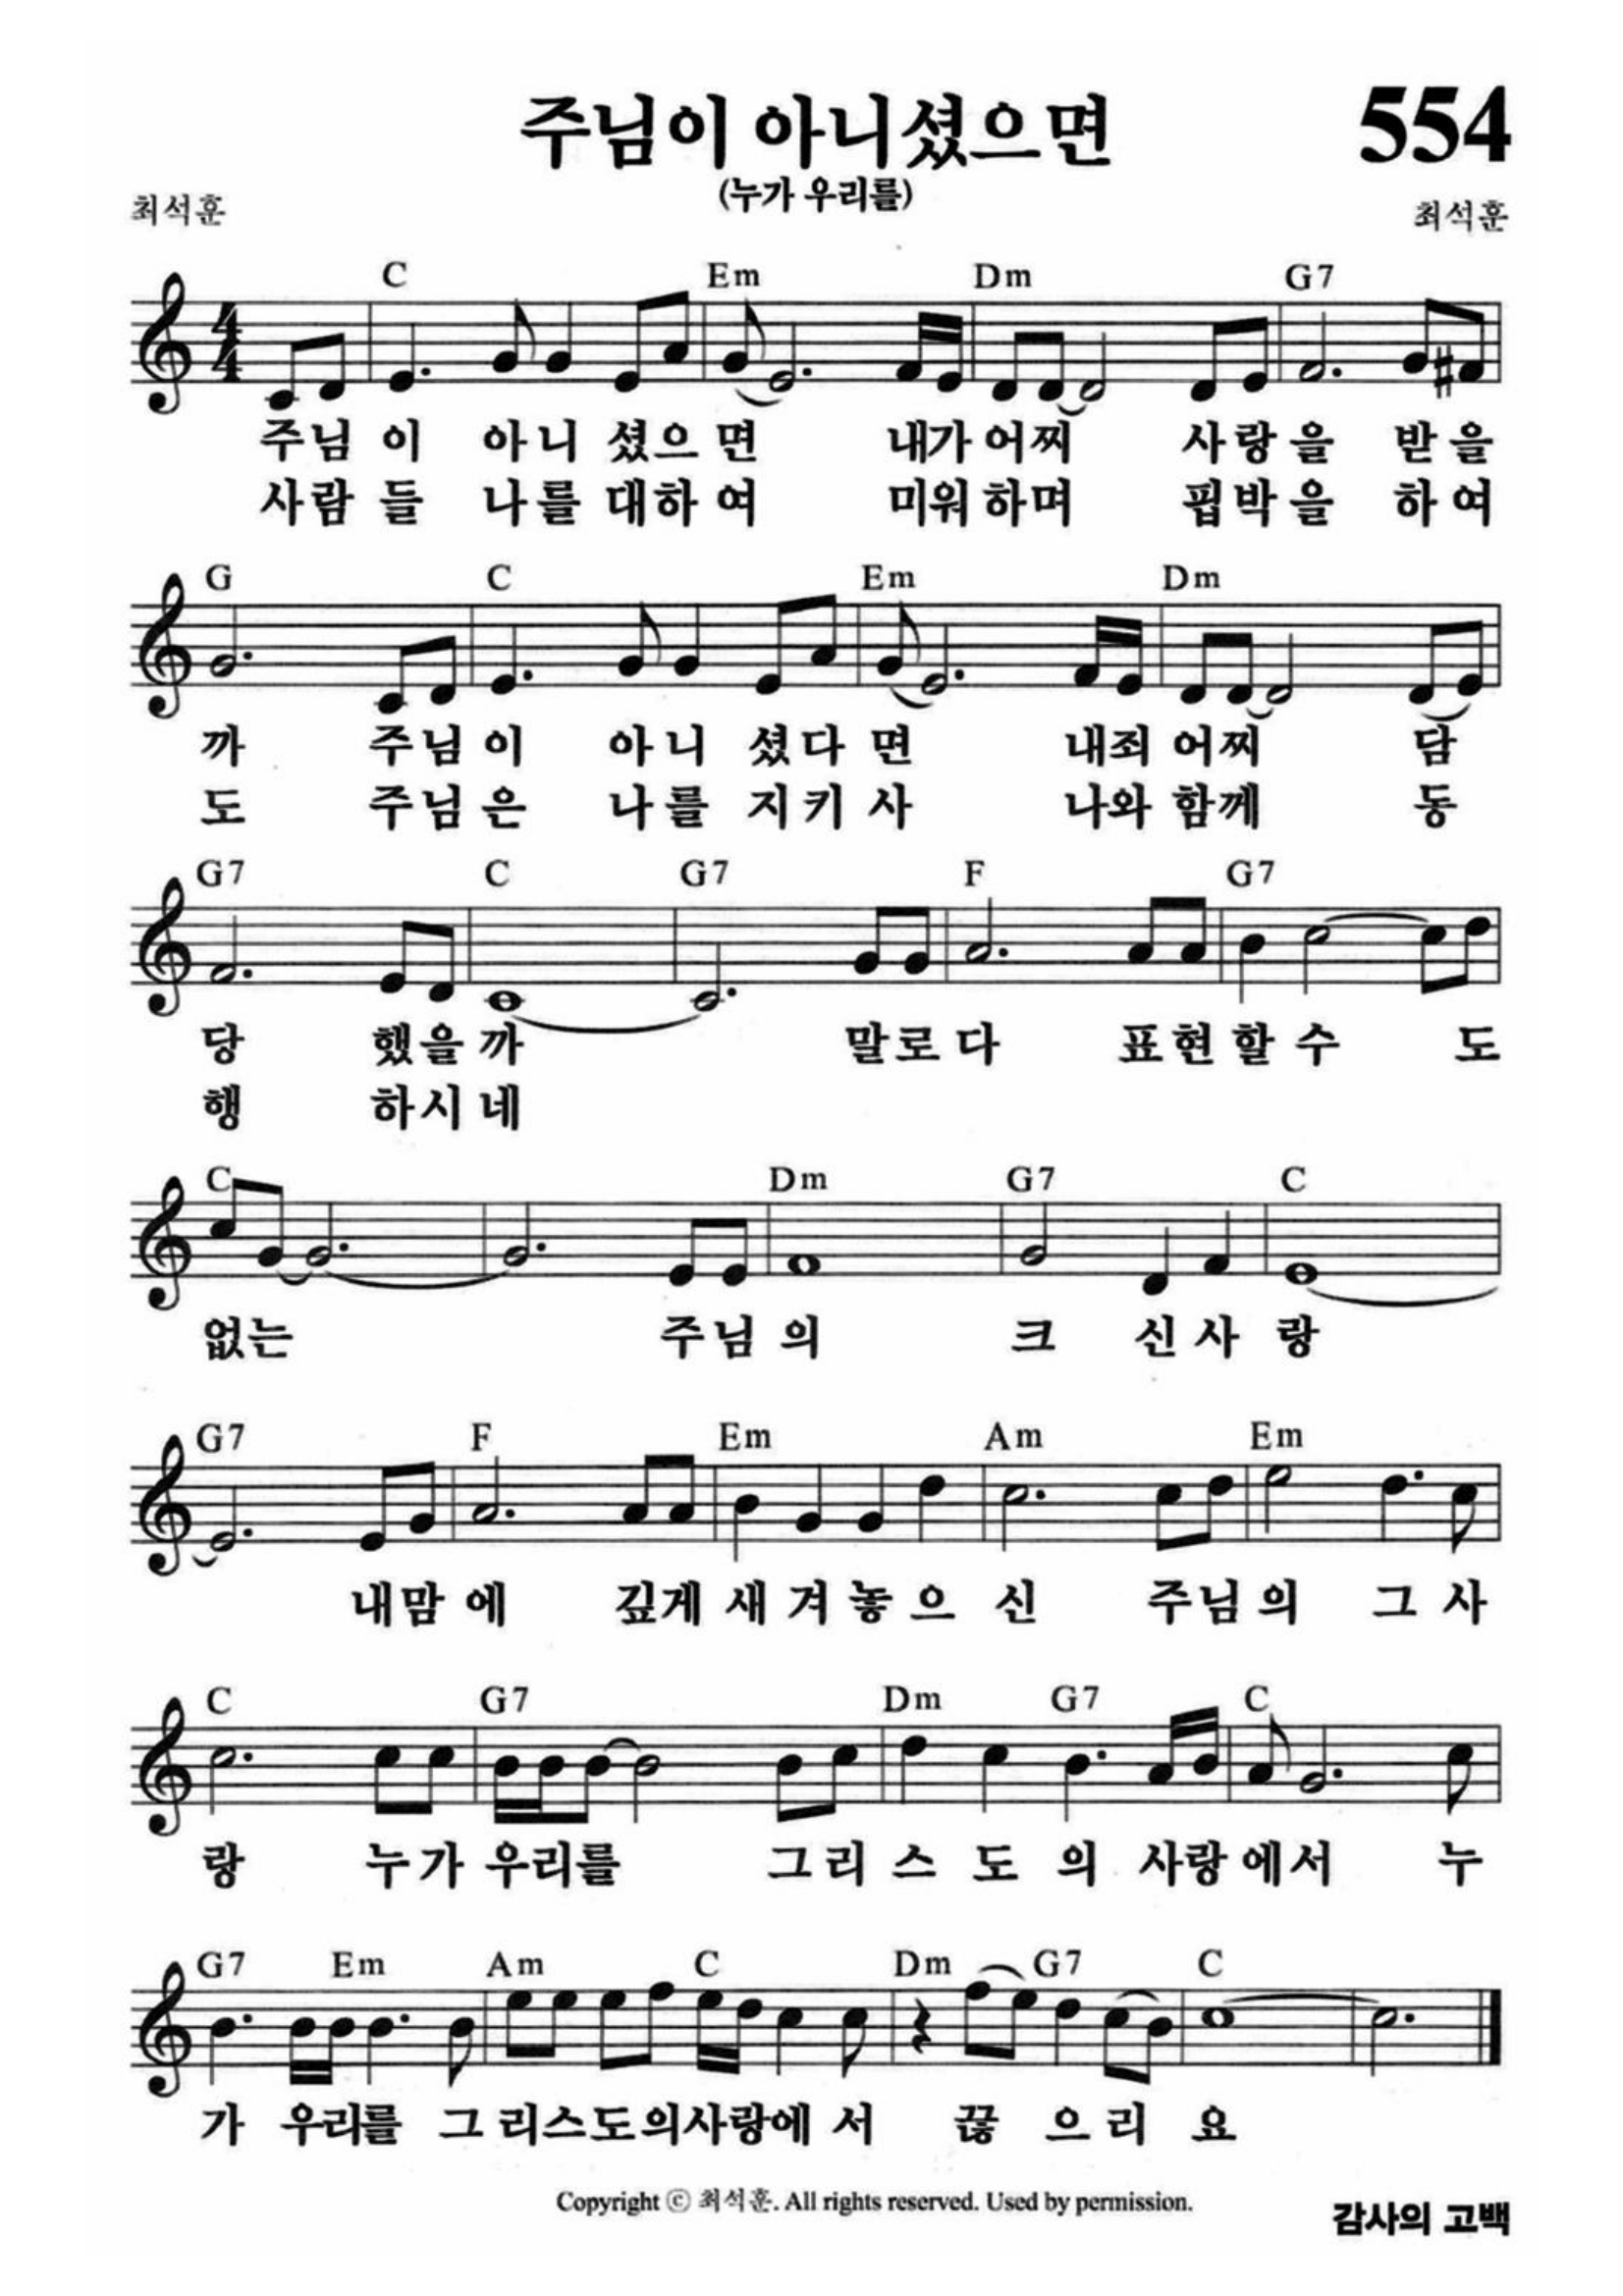 주님이 아니셨으면
554
(누가 우리를)
최석훈
최석훈
C Em Dm G7
주님 이 아니 셨으 면 내가 어찌 사랑 을 받을
사람 들 나를 대하 여 미워 하며 핍박 을 하여
G C Em Dm
까 주님 이 아니 셨다 면 내죄 어찌 담
도 주님 은 나를 지키 사 나와 함께 동
G7 C G7 F G7
당 했을 까 말로 다 표현 할 수 도
행 하시 네
C Dm G7 C
없는 주님 의 크 신 사 랑
G7 F Em Am Em
내맘 에 깊게 새 겨 놓 으 신 주님 의 그 사
C G7 Dm G7 C
랑 누가 우리를 그리 스 도 의 사랑 에서 누
G7 Em Am C Dm G7 C
가 우리를 그 리스도의사랑에 서 끊 으 리 요
Copyright ⓒ 최석훈. All rights reserved. Used by permission.
감사의 고백